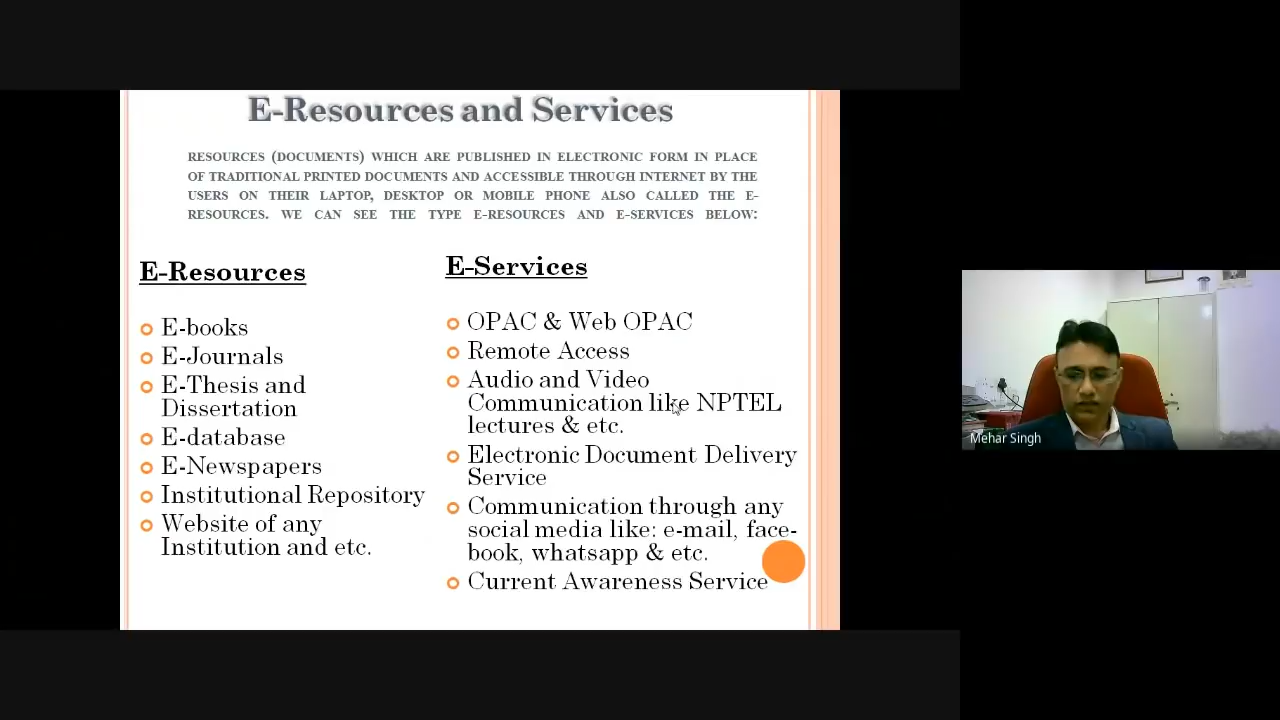 E-Resources and Services
RESOURCES (DOCUMENTS) WHICH ARE PUBLISHED IN ELECTRONIC FORM IN PLACE
OF TRADITIONAL PRINTED DOCUMENTS AND ACCESSIBLE THROUGH INTERNET BY THE
USERS ON THEIR LAPTOP, DESKTOP OR MOBILE PHONE ALSO CALLED THE E-
RESOURCES. WE CAN SEE THE TYPE E-RESOURCES AND E-SERVICES BELOW:
E-Resources
E-books
E-Journals
E-Thesis and
Dissertation
E-database
E-Newspapers
Institutional Repository
Website of any
Institution and etc.
E-Services
OPAC & Web OPAC
Remote Access
Audio and Video
Communication like NPTEL
lectures & etc.
Electronic Document Delivery
Service
Communication through any
social media like: e-mail, face-
book, whatsapp & etc.
Current Awareness Service
Mehar Singh